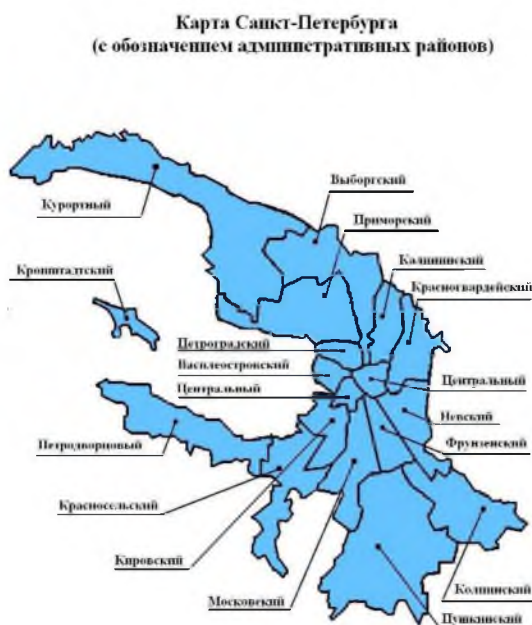 Карта Санкт-Петербурга
(с обозначением административных районов)
Выборгский
Курортный
Приморский
Калининский
Кронштадтский
Красногвардейский
Петроградский
Василеостровский
Центральный
Центральный
Невский
Петродворцовый
Фрунзенский
Красносельский
Кировский
Колпинский
Московский
Пушкинский